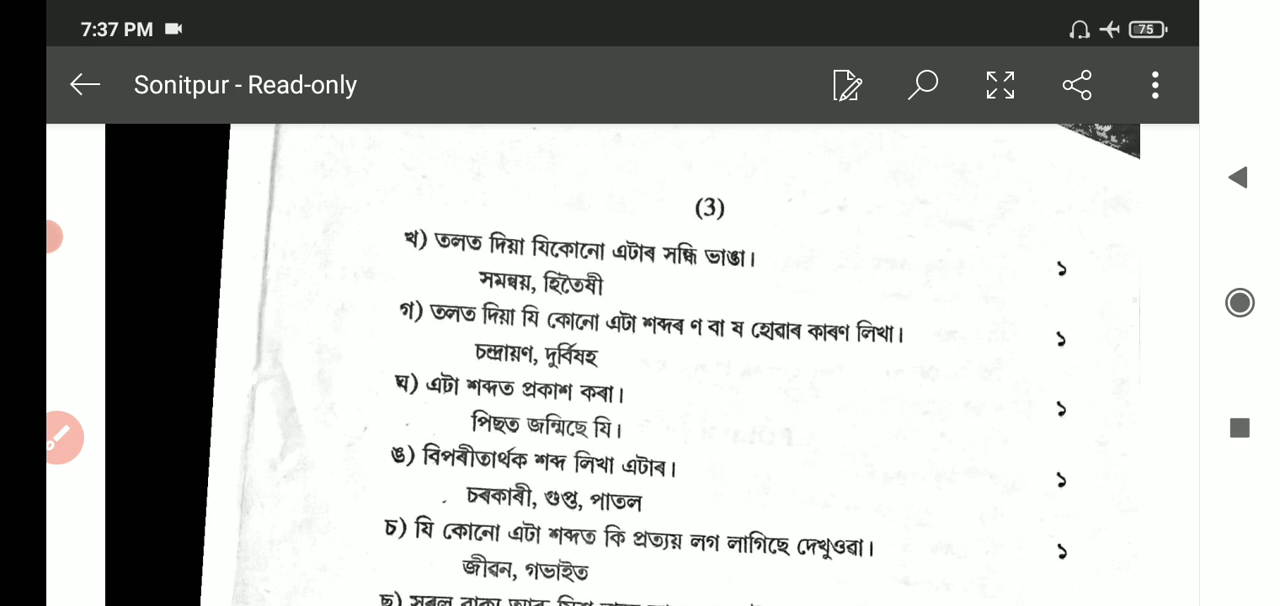 7:37 PM
75
Sonitpur - Read-only
(3)
খ) তলত দিয়া যিকোনো এটাৰ সন্ধি ভাঙা। ১
সমন্বয়, হিতৈষী
গ) তলত দিয়া যি কোনো এটা শব্দৰ ণ বা ষ হোৱাৰ কাৰণ লিখা। ১
চন্দ্ৰায়ণ, দুৰ্বিষহ
ঘ) এটা শব্দত প্ৰকাশ কৰা। ১
পিছত জন্মিছে যি।
ঙ) বিপৰীতাৰ্থক শব্দ লিখা এটাৰ। ১
চৰকাৰী, গুপ্ত, পাতল
চ) যি কোনো এটা শব্দত কি প্ৰত্যয় লগ লাগিছে দেখুওৱা। ১
জীৱন, গভাইত
ছ) সৰল বাক্য আৰু